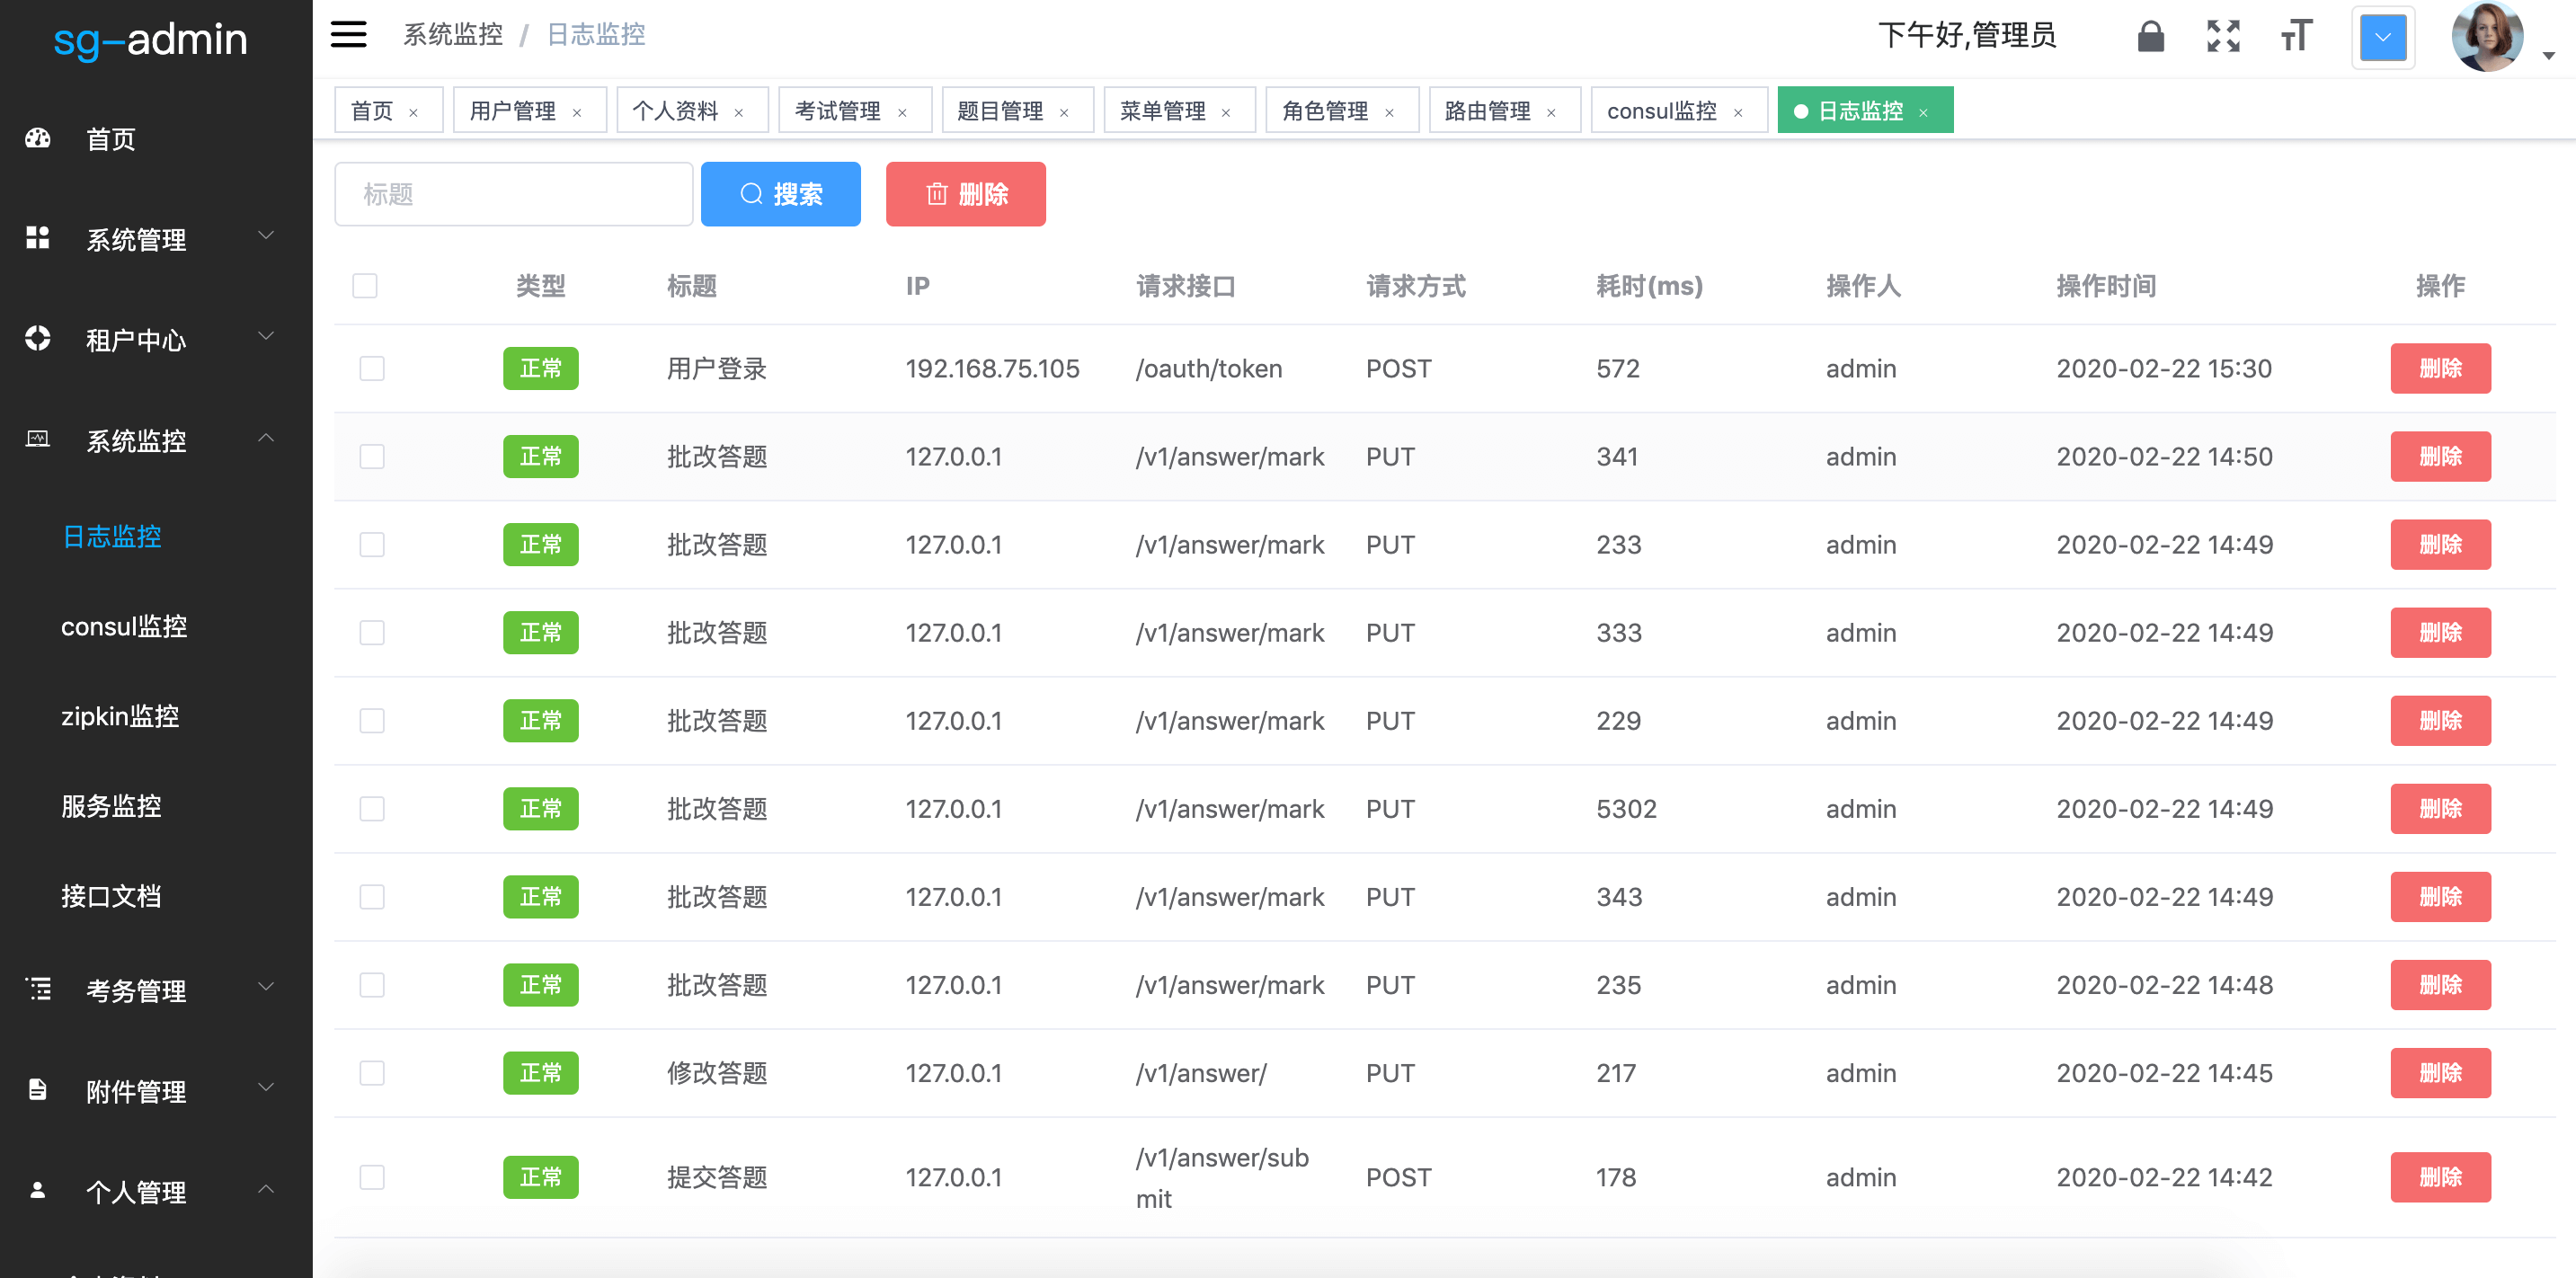 sg-admin
系统监控 / 日志监控
下午好,管理员
首页 × 用户管理 × 个人资料 × 考试管理 × 题目管理 × 菜单管理 × 角色管理 × 路由管理 × consul监控 × 日志监控 ×
首页
系统管理
租户中心
系统监控
日志监控
consul监控
zipkin监控
服务监控
接口文档
考务管理
附件管理
个人管理
标题 搜索 删除
类型 标题 IP 请求接口 请求方式 耗时(ms) 操作人 操作时间 操作
正常 用户登录 192.168.75.105 /oauth/token POST 572 admin 2020-02-22 15:30 删除
正常 批改答题 127.0.0.1 /v1/answer/mark PUT 341 admin 2020-02-22 14:50 删除
正常 批改答题 127.0.0.1 /v1/answer/mark PUT 233 admin 2020-02-22 14:49 删除
正常 批改答题 127.0.0.1 /v1/answer/mark PUT 333 admin 2020-02-22 14:49 删除
正常 批改答题 127.0.0.1 /v1/answer/mark PUT 229 admin 2020-02-22 14:49 删除
正常 批改答题 127.0.0.1 /v1/answer/mark PUT 5302 admin 2020-02-22 14:49 删除
正常 批改答题 127.0.0.1 /v1/answer/mark PUT 343 admin 2020-02-22 14:49 删除
正常 批改答题 127.0.0.1 /v1/answer/mark PUT 235 admin 2020-02-22 14:48 删除
正常 修改答题 127.0.0.1 /v1/answer/ PUT 217 admin 2020-02-22 14:45 删除
正常 提交答题 127.0.0.1 /v1/answer/sub
mit POST 178 admin 2020-02-22 14:42 删除